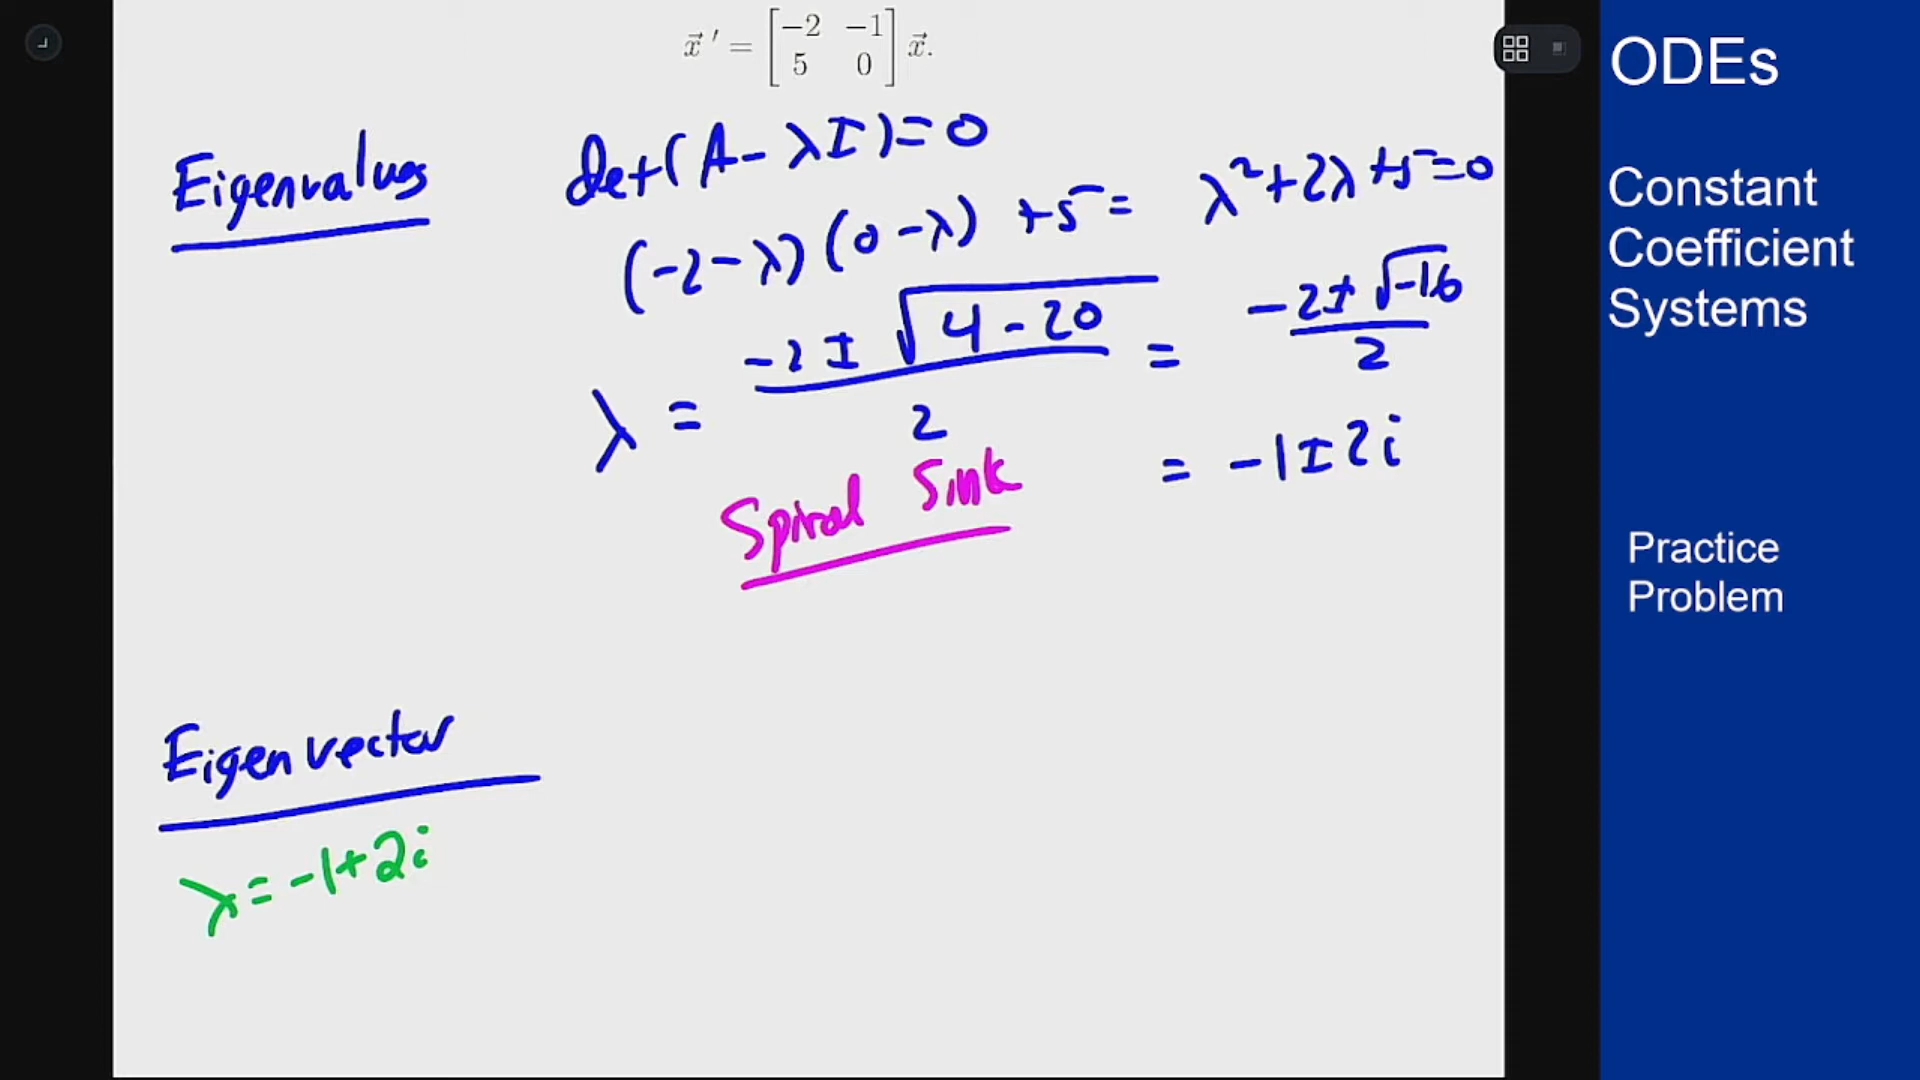 x⃗ ′ = [−2 −1; 5 0] x⃗.
Eigenvalues
det(A - λI) = 0
(-2-λ)(0-λ) +5 = λ²+2λ+5=0
λ = (-2 ± √(4-20))/2 = (-2 ± √-16)/2
= -1 ± 2i
Spiral Sink
Eigenvector
λ = -1+2i
ODEs
Constant
Coefficient
Systems
Practice
Problem